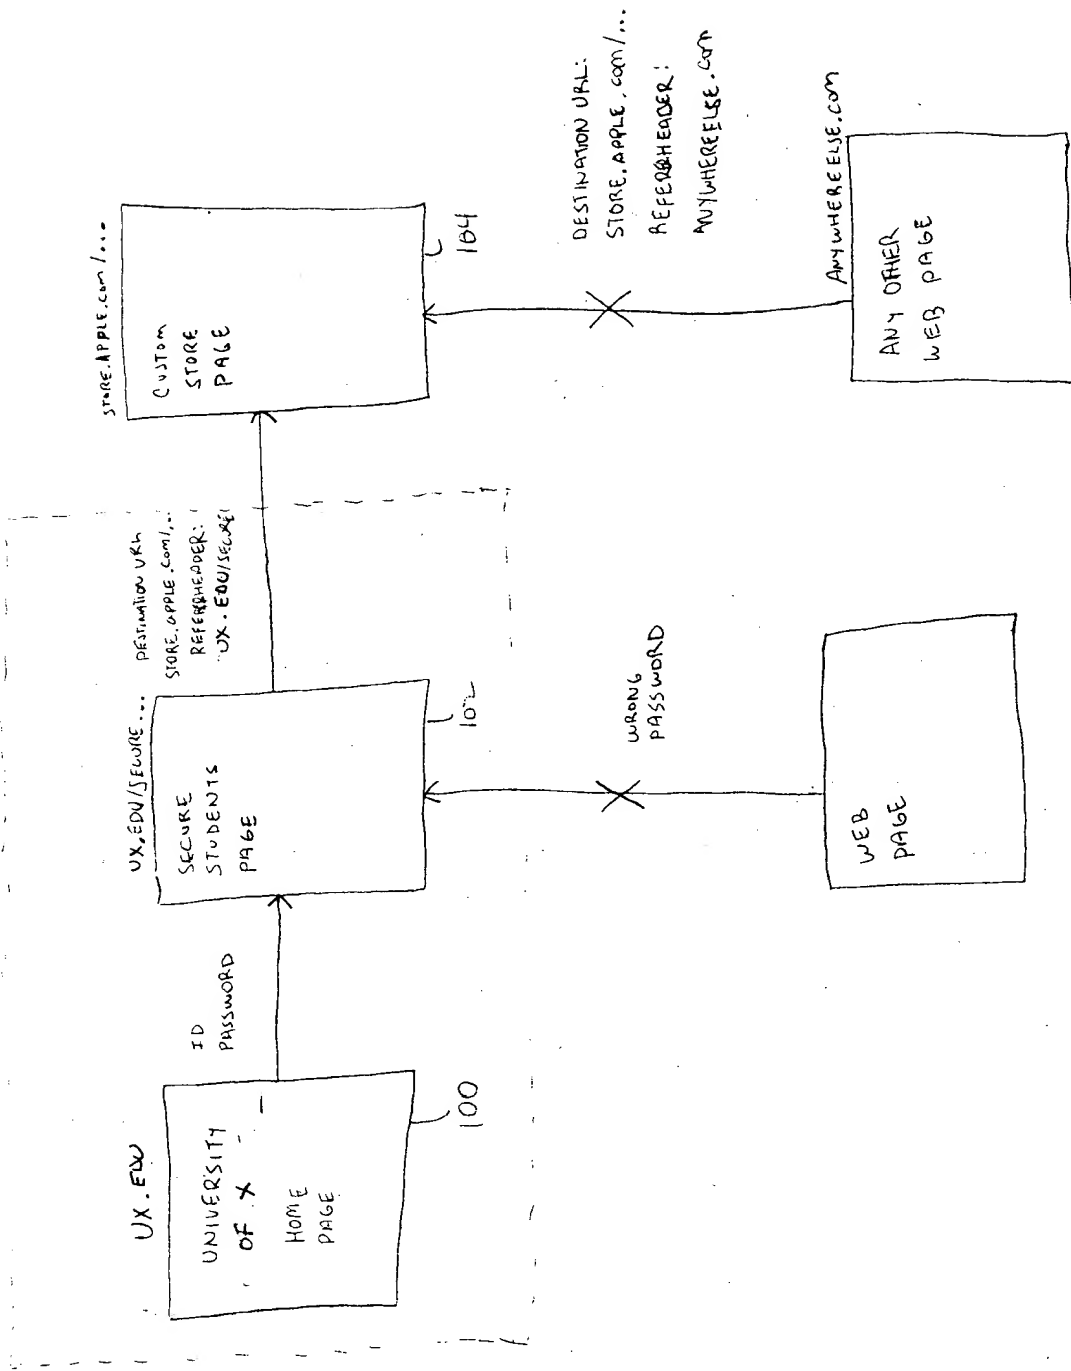 UX.EDU
UNIVERSITY
OF X
HOME
PAGE
100
ID
PASSWORD
UX.EDU/SECURE...
SECURE
STUDENTS
PAGE
102
DESTINATION URL
STORE.APPLE.com/...
REFERRHEADER:
UX.EDU/SECURE/
STORE.APPLE.com/...
CUSTOM
STORE
PAGE
104
WRONG
PASSWORD
WEB
PAGE
DESTINATION URL:
STORE.APPLE.com/...
REFERRHEADER:
ANYWHEREELSE.com
ANYWHEREELSE.com
ANY OTHER
WEB PAGE